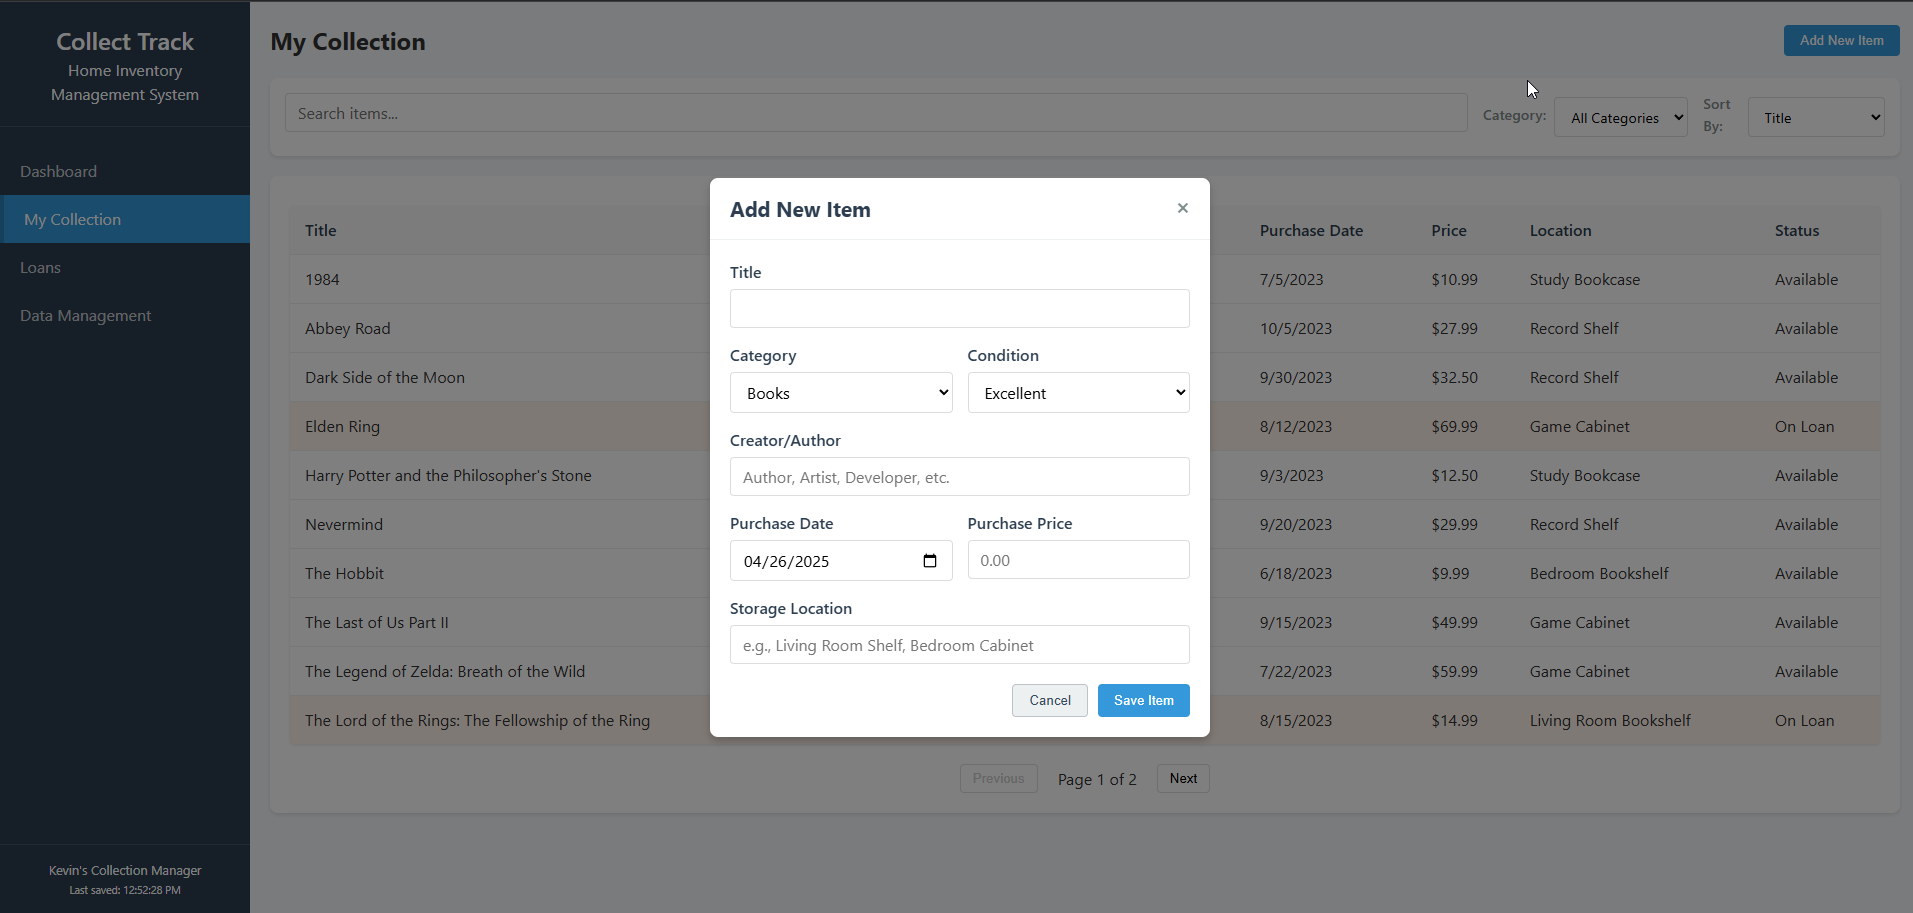 Collect Track
Home Inventory
Management System
Dashboard
My Collection
Loans
Data Management
Kevin's Collection Manager
Last saved: 12:52:28 PM
My Collection
Add New Item
Search items...
Category:
All Categories
Sort
By:
Title
Title
Purchase Date Price Location Status
1984 7/5/2023 $10.99 Study Bookcase Available
Abbey Road 10/5/2023 $27.99 Record Shelf Available
Dark Side of the Moon 9/30/2023 $32.50 Record Shelf Available
Elden Ring 8/12/2023 $69.99 Game Cabinet On Loan
Harry Potter and the Philosopher's Stone 9/3/2023 $12.50 Study Bookcase Available
Nevermind 9/20/2023 $29.99 Record Shelf Available
The Hobbit 6/18/2023 $9.99 Bedroom Bookshelf Available
The Last of Us Part II 9/15/2023 $49.99 Game Cabinet Available
The Legend of Zelda: Breath of the Wild 7/22/2023 $59.99 Game Cabinet Available
The Lord of the Rings: The Fellowship of the Ring 8/15/2023 $14.99 Living Room Bookshelf On Loan
Previous Page 1 of 2 Next
Add New Item ×
Title
Category Condition
Books Excellent
Creator/Author
Author, Artist, Developer, etc.
Purchase Date Purchase Price
04/26/2025 0.00
Storage Location
e.g., Living Room Shelf, Bedroom Cabinet
Cancel Save Item